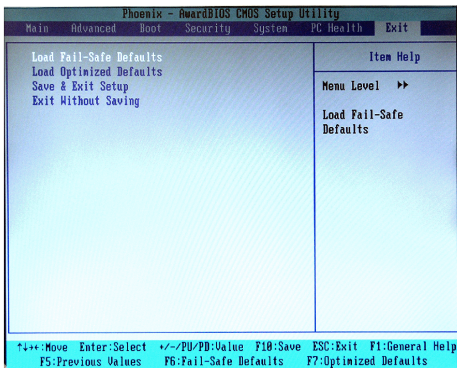 Phoenix - AwardBIOS CMOS Setup Utility
Main Advanced Boot Security System PC Health Exit
Load Fail-Safe Defaults
Load Optimized Defaults
Save & Exit Setup
Exit Without Saving
Item Help
Menu Level ▸▸
Load Fail-Safe
Defaults
↑↓→←:Move Enter:Select +/-/PU/PD:Value F10:Save ESC:Exit F1:General Help
F5:Previous Values F6:Fail-Safe Defaults F7:Optimized Defaults